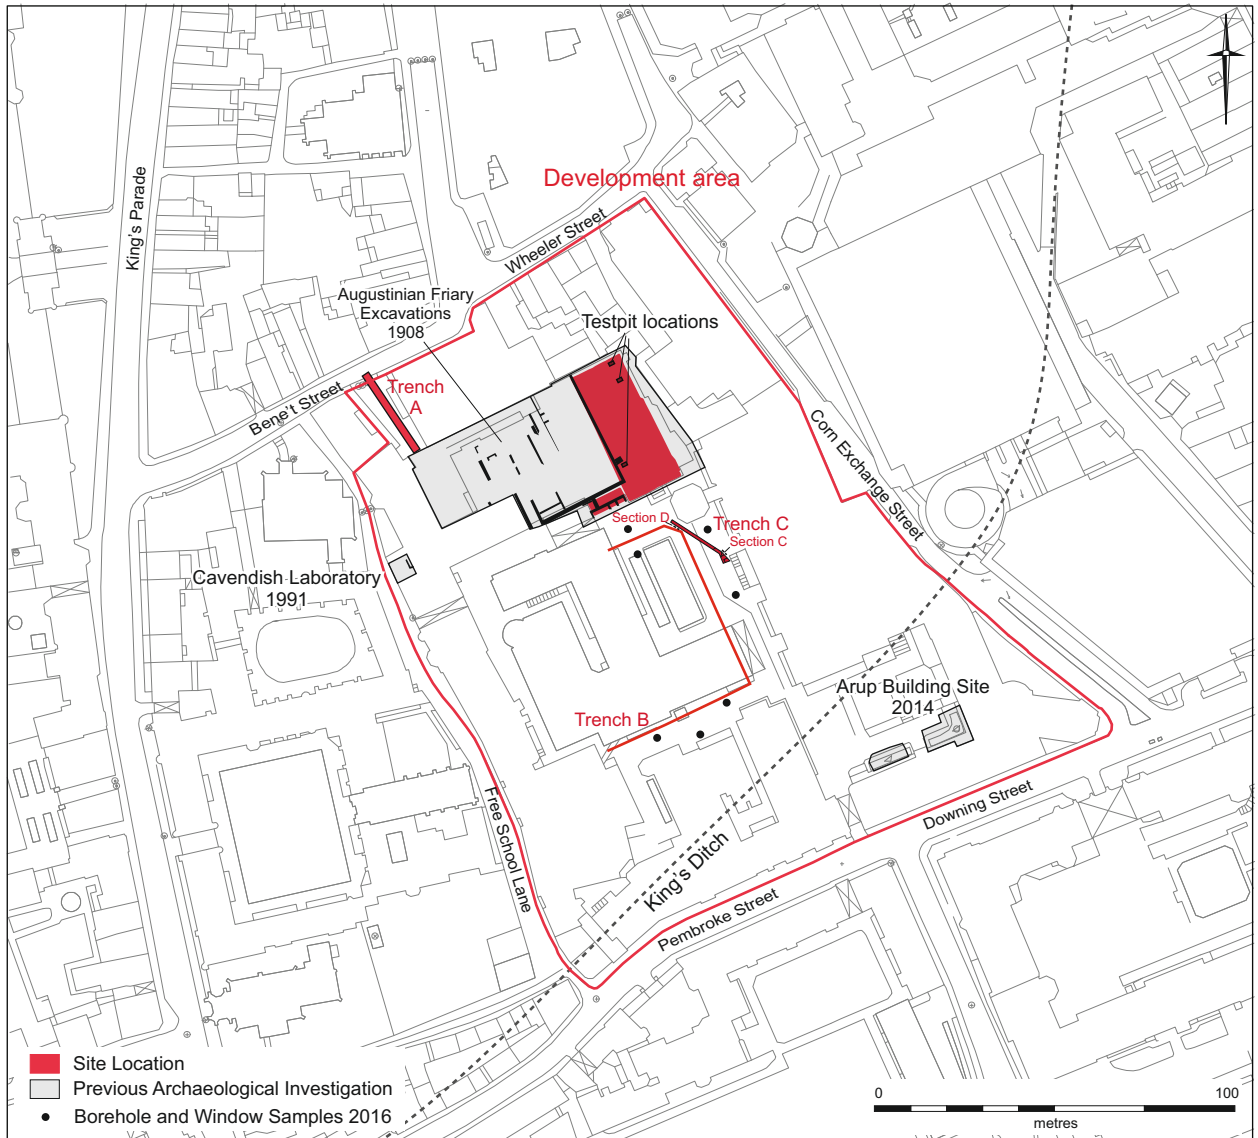 Development area
King's Parade
Wheeler Street
Augustinian Friary
Excavations
1908
Testpit locations
Trench
A
Bene't Street
Corn Exchange Street
Section D
Trench C
Section C
Cavendish Laboratory
1991
Arup Building Site
2014
Trench B
Free School Lane
King's Ditch
Downing Street
Pembroke Street
Site Location
Previous Archaeological Investigation
Borehole and Window Samples 2016
0 100
metres